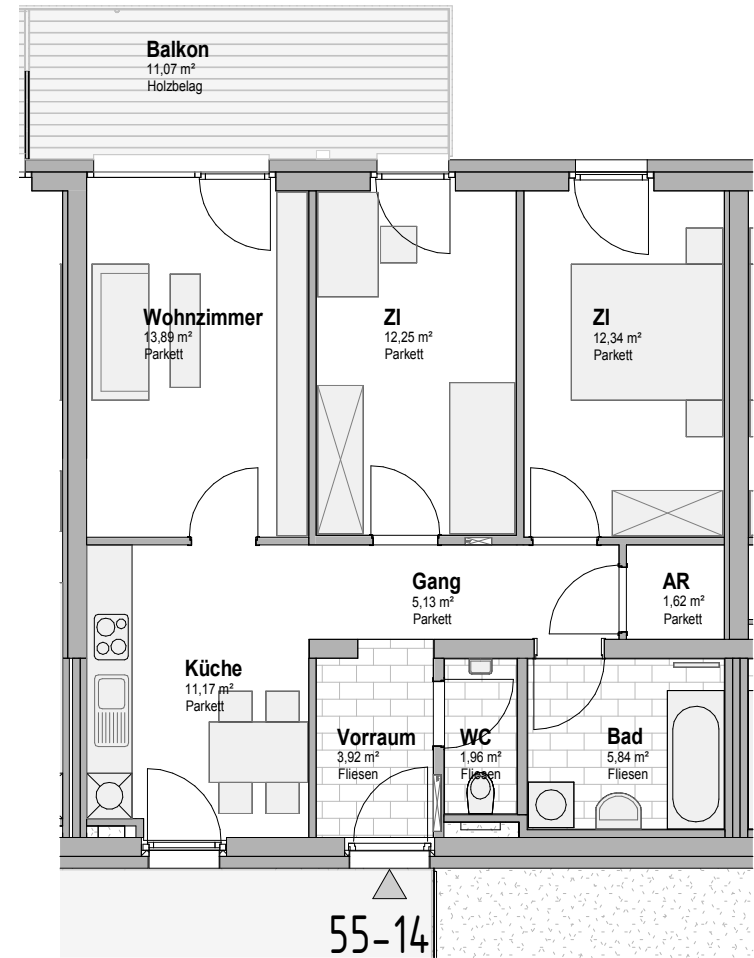 Balkon
11,07 m²
Holzbelag
Wohnzimmer
13,89 m²
Parkett
ZI
12,25 m²
Parkett
ZI
12,34 m²
Parkett
Gang
5,13 m²
Parkett
AR
1,62 m²
Parkett
Küche
11,17 m²
Parkett
Vorraum
3,92 m²
Fliesen
WC
1,96 m²
Fliesen
Bad
5,84 m²
Fliesen
55-14